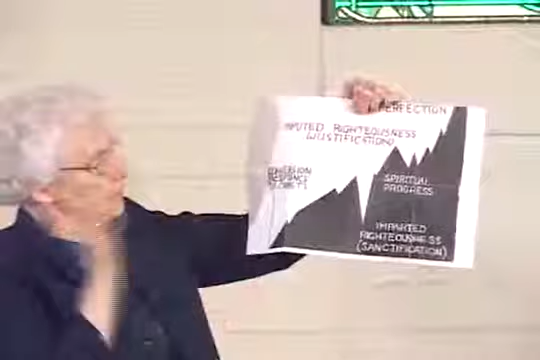 PERFECTION
IMPUTED RIGHTEOUSNESS
(JUSTIFICATION)
SPIRITUAL
PROGRESS
IMPARTED
RIGHTEOUSNESS
(SANCTIFICATION)